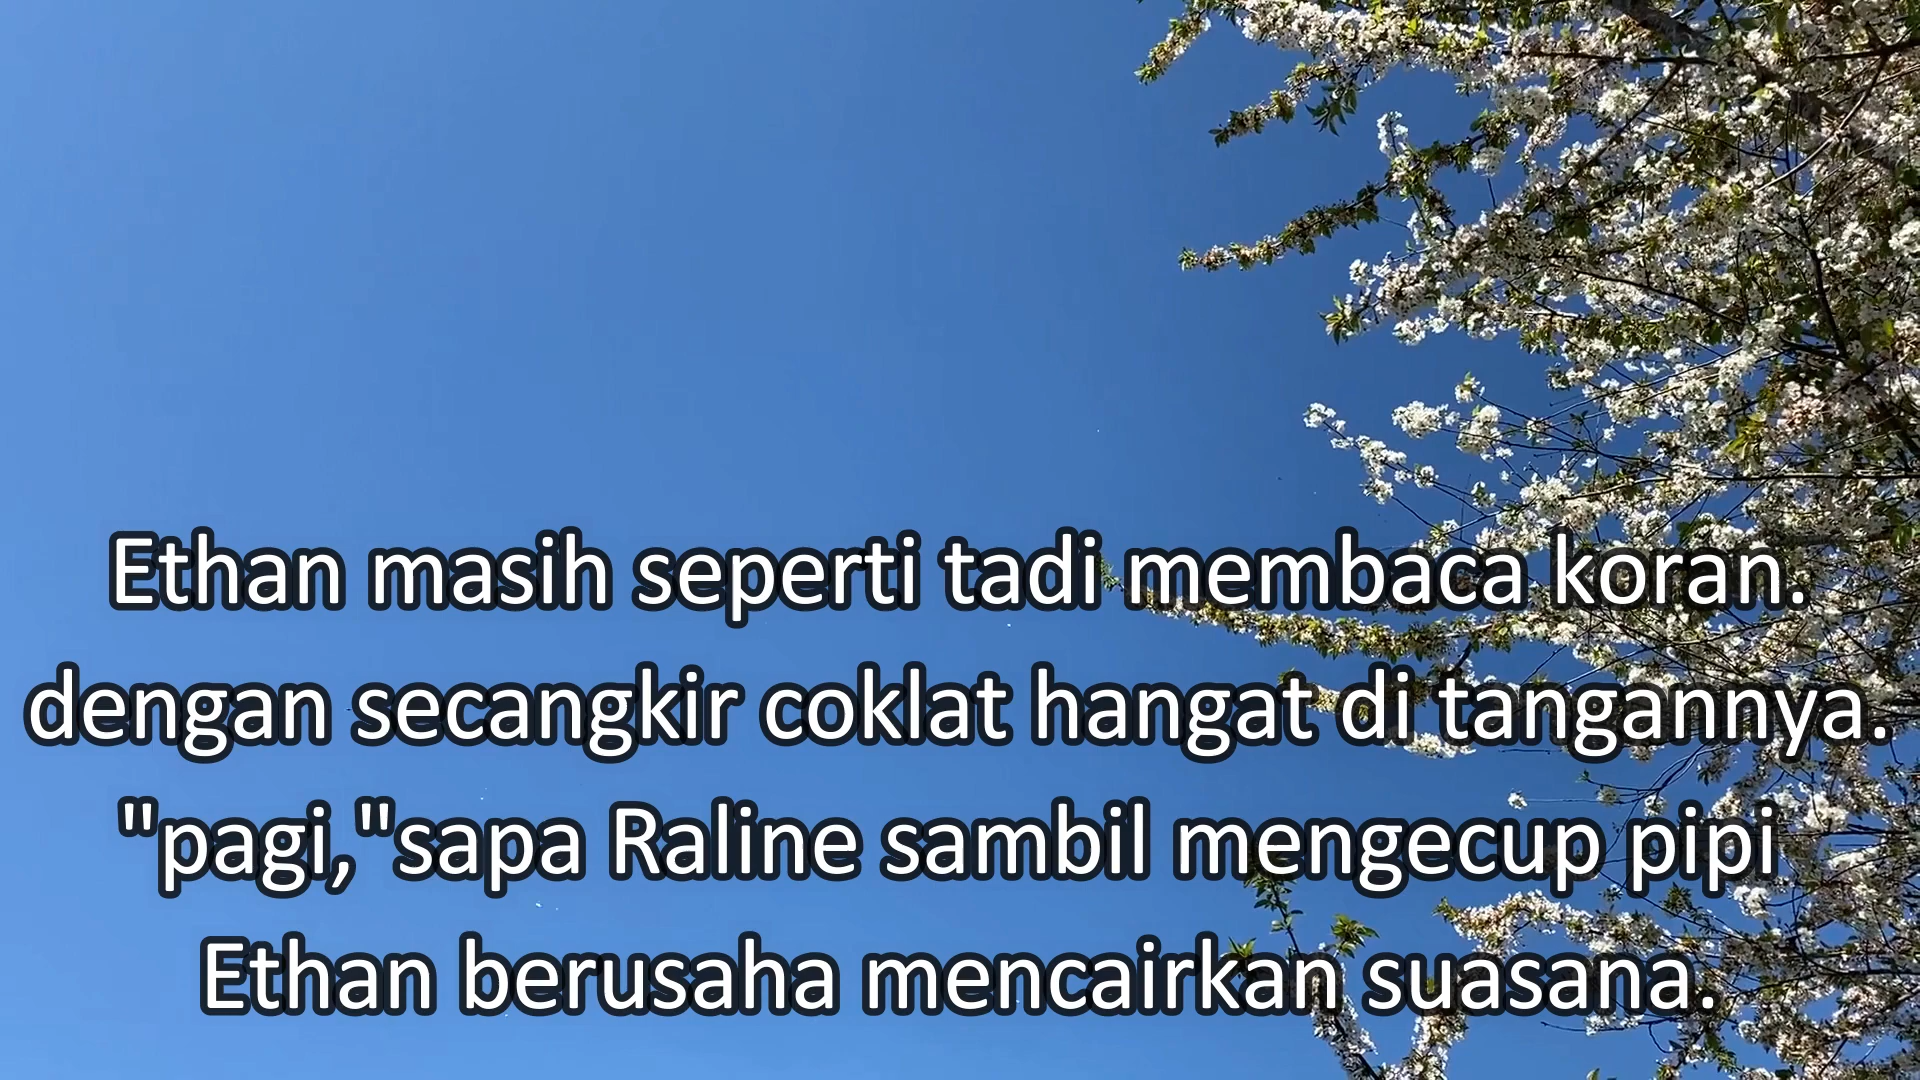 Ethan masih seperti tadi membaca koran.
dengan secangkir coklat hangat di tangannya.
"pagi,"sapa Raline sambil mengecup pipi
Ethan berusaha mencairkan suasana.